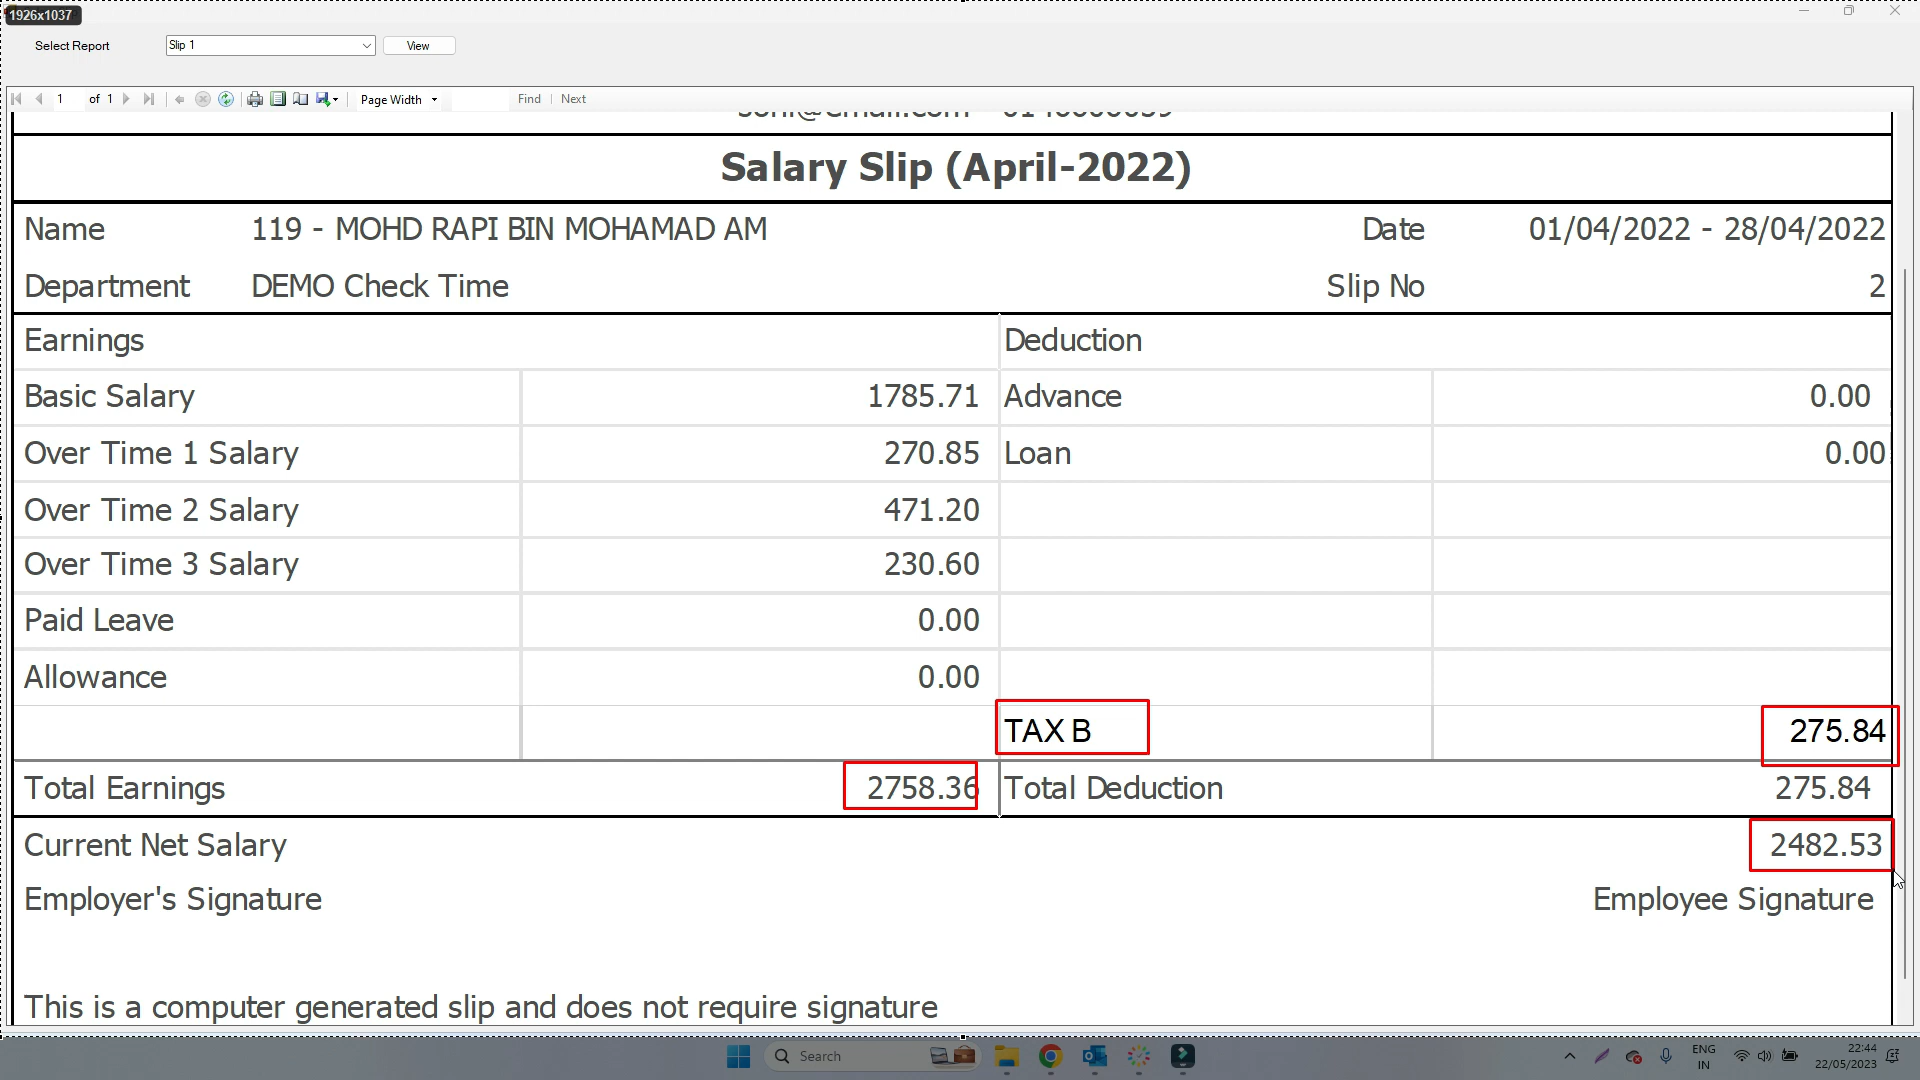 1926x1037
Select Report Slip 1 View
1 of 1 Page Width Find Next
Salary Slip (April-2022)
Name 119 - MOHD RAPI BIN MOHAMAD AM Date 01/04/2022 - 28/04/2022
Department DEMO Check Time Slip No 2
Earnings Deduction
Basic Salary 1785.71 Advance 0.00
Over Time 1 Salary 270.85 Loan 0.00
Over Time 2 Salary 471.20
Over Time 3 Salary 230.60
Paid Leave 0.00
Allowance 0.00
TAX B 275.84
Total Earnings 2758.36 Total Deduction 275.84
Current Net Salary 2482.53
Employer's Signature Employee Signature
This is a computer generated slip and does not require signature
Search ENG 22:44
IN 22/05/2023